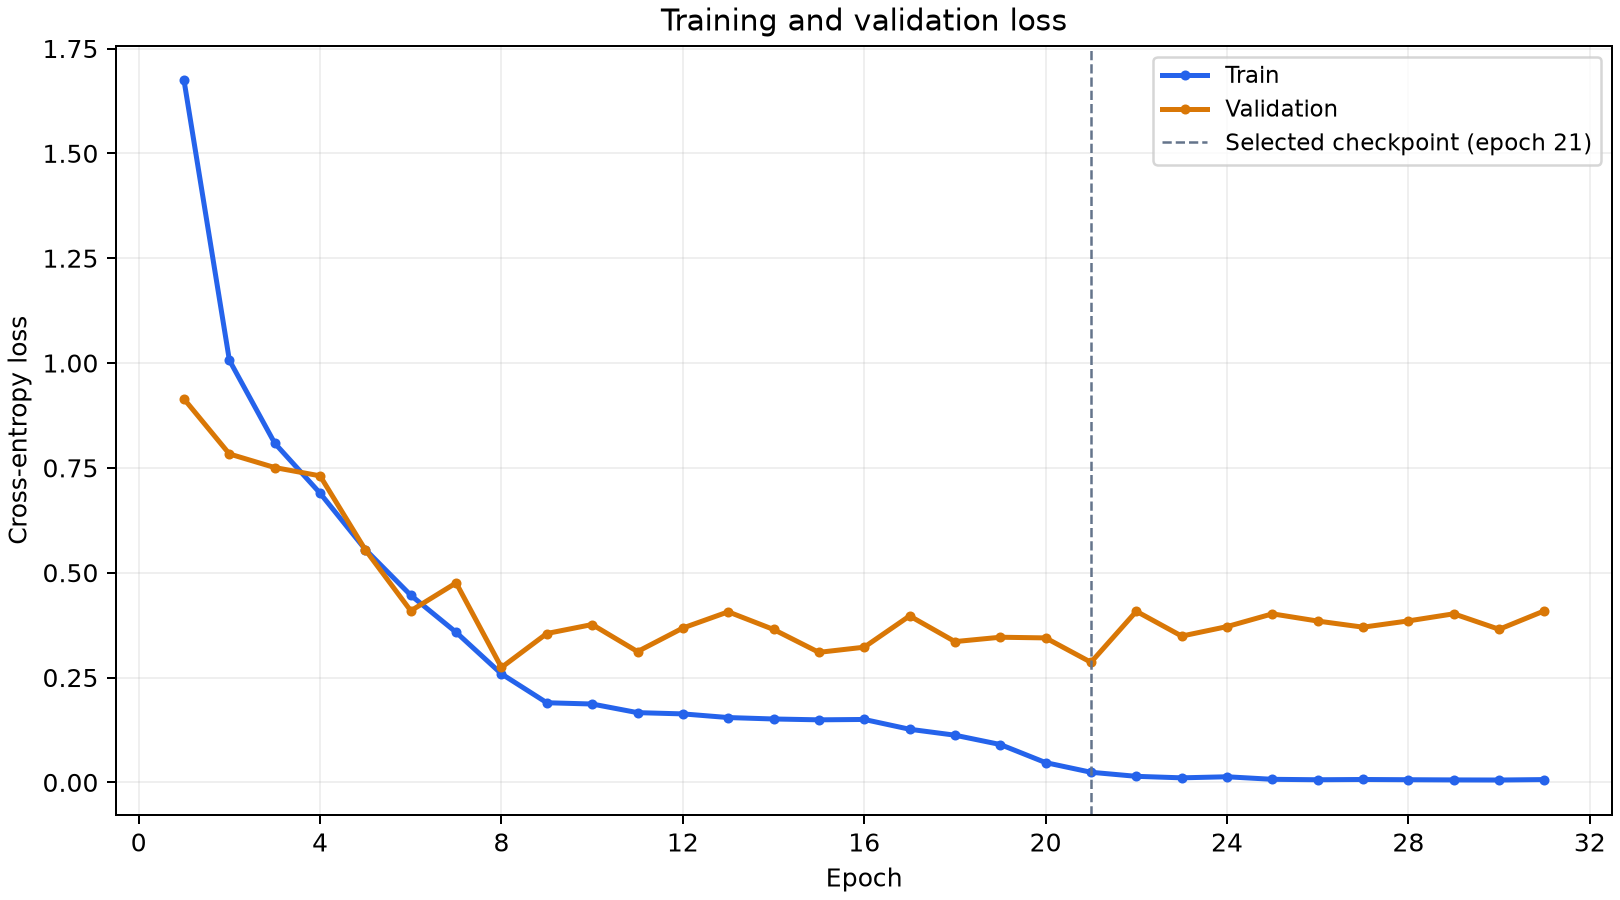 Training and validation loss
1.75
1.50
1.25
1.00
0.75
0.50
0.25
0.00
Cross-entropy loss
Train
Validation
Selected checkpoint (epoch 21)
0 4 8 12 16 20 24 28 32
Epoch